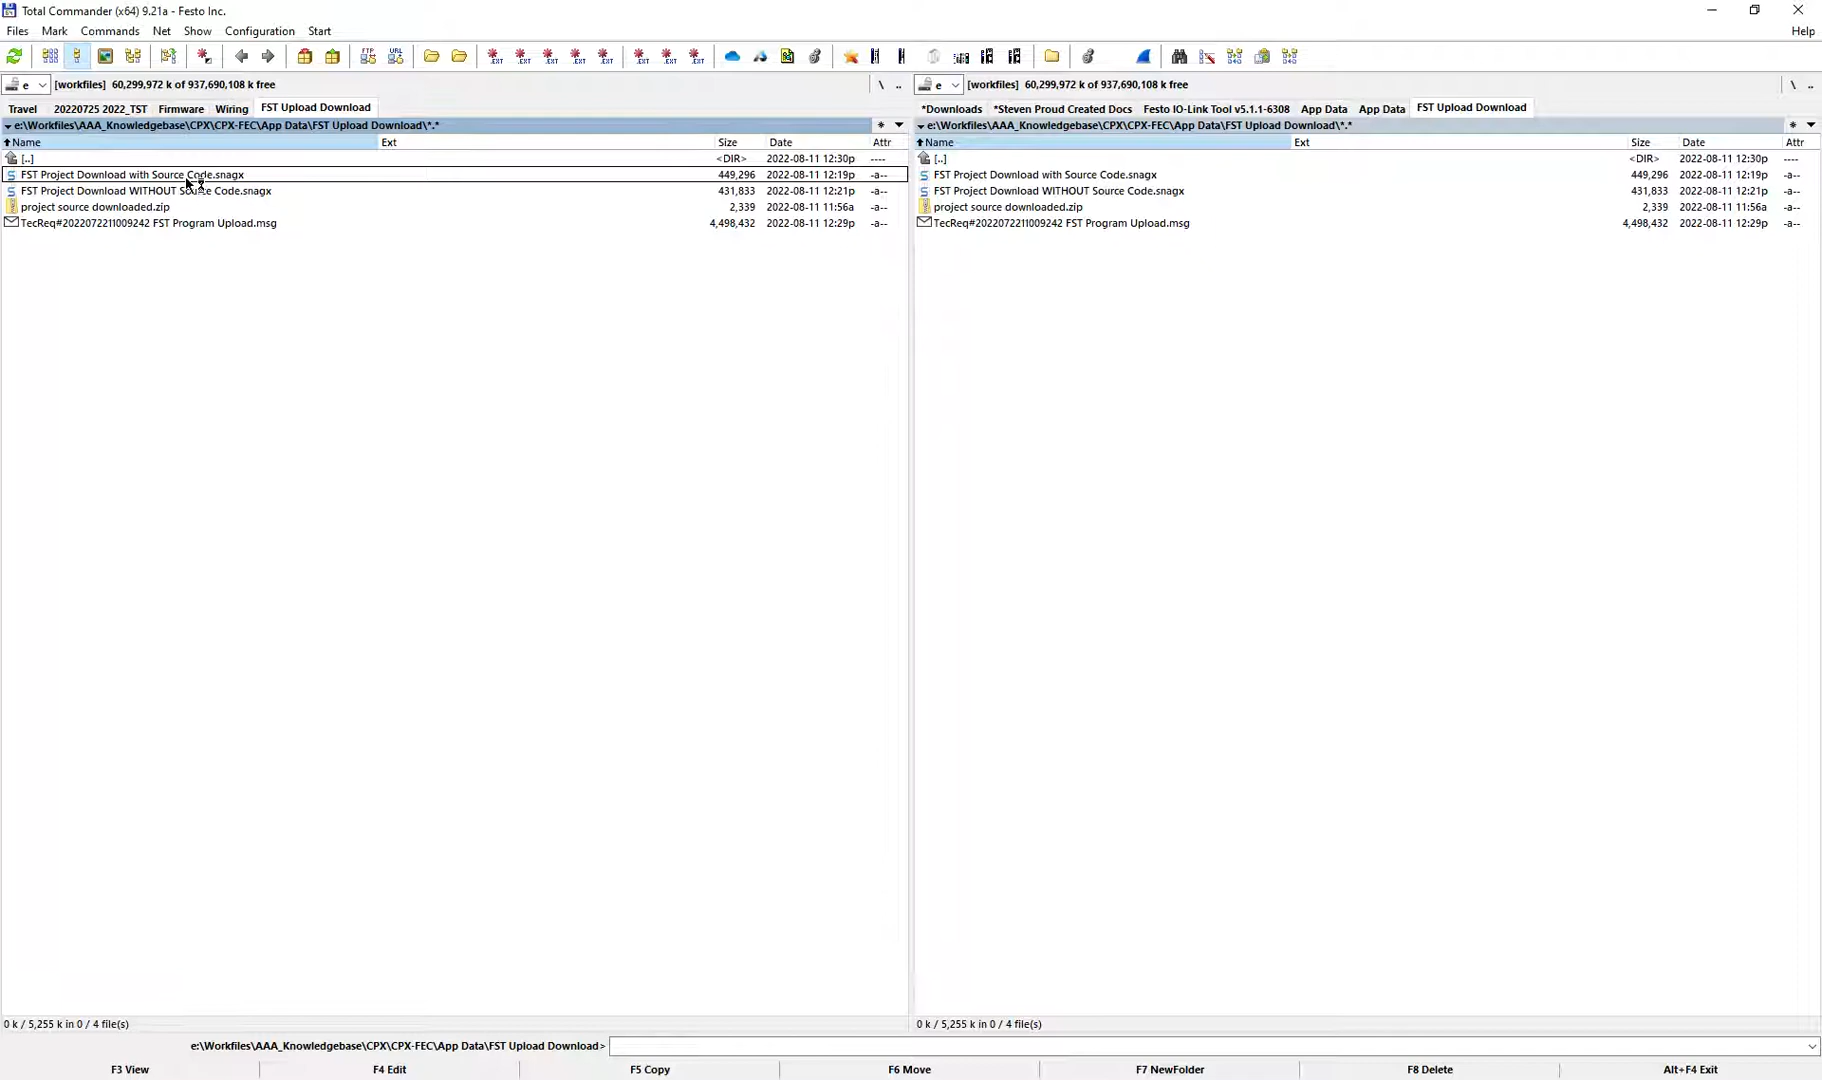 Total Commander (x64) 9.21a - Festo Inc.
Files Mark Commands Net Show Configuration Start Help
e [workfiles] 60,299,972 k of 937,690,108 k free \ ..
e [workfiles] 60,299,972 k of 937,690,108 k free \ ..
Travel 20220725 2022_TST Firmware Wiring FST Upload Download
*Downloads *Steven Proud Created Docs Festo IO-Link Tool v5.1.1-6308 App Data App Data FST Upload Download
e:\Workfiles\AAA_Knowledgebase\CPX\CPX-FEC\App Data\FST Upload Download\*.*
Name Ext Size Date Attr
[..] <DIR> 2022-08-11 12:30p ----
FST Project Download with Source Code.snagx 449,296 2022-08-11 12:19p -a--
FST Project Download WITHOUT Source Code.snagx 431,833 2022-08-11 12:21p -a--
project source downloaded.zip 2,339 2022-08-11 11:56a -a--
TecReq#2022072211009242 FST Program Upload.msg 4,498,432 2022-08-11 12:29p -a--
0 k / 5,255 k in 0 / 4 file(s)
e:\Workfiles\AAA_Knowledgebase\CPX\CPX-FEC\App Data\FST Upload Download\*.*
Name Ext Size Date Attr
[..] <DIR> 2022-08-11 12:30p ----
FST Project Download with Source Code.snagx 449,296 2022-08-11 12:19p -a--
FST Project Download WITHOUT Source Code.snagx 431,833 2022-08-11 12:21p -a--
project source downloaded.zip 2,339 2022-08-11 11:56a -a--
TecReq#2022072211009242 FST Program Upload.msg 4,498,432 2022-08-11 12:29p -a--
0 k / 5,255 k in 0 / 4 file(s)
e:\Workfiles\AAA_Knowledgebase\CPX\CPX-FEC\App Data\FST Upload Download>
F3 View F4 Edit F5 Copy F6 Move F7 NewFolder F8 Delete Alt+F4 Exit